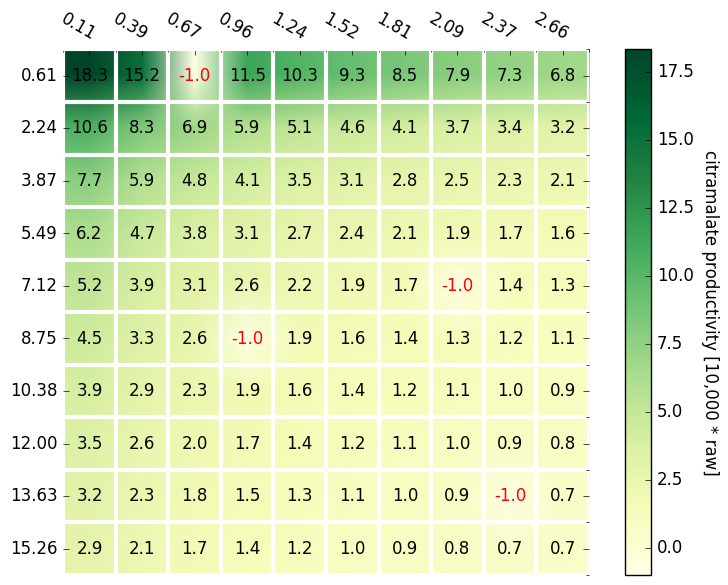 0.11 0.39 0.67 0.96 1.24 1.52 1.81 2.09 2.37 2.66
0.61 18.3 15.2 -1.0 11.5 10.3 9.3 8.5 7.9 7.3 6.8
2.24 10.6 8.3 6.9 5.9 5.1 4.6 4.1 3.7 3.4 3.2
3.87 7.7 5.9 4.8 4.1 3.5 3.1 2.8 2.5 2.3 2.1
5.49 6.2 4.7 3.8 3.1 2.7 2.4 2.1 1.9 1.7 1.6
7.12 5.2 3.9 3.1 2.6 2.2 1.9 1.7 -1.0 1.4 1.3
8.75 4.5 3.3 2.6 -1.0 1.9 1.6 1.4 1.3 1.2 1.1
10.38 3.9 2.9 2.3 1.9 1.6 1.4 1.2 1.1 1.0 0.9
12.00 3.5 2.6 2.0 1.7 1.4 1.2 1.1 1.0 0.9 0.8
13.63 3.2 2.3 1.8 1.5 1.3 1.1 1.0 0.9 -1.0 0.7
15.26 2.9 2.1 1.7 1.4 1.2 1.0 0.9 0.8 0.7 0.7
17.5
15.0
12.5
10.0
7.5
5.0
2.5
0.0
citramalate productivity [10,000 * raw]